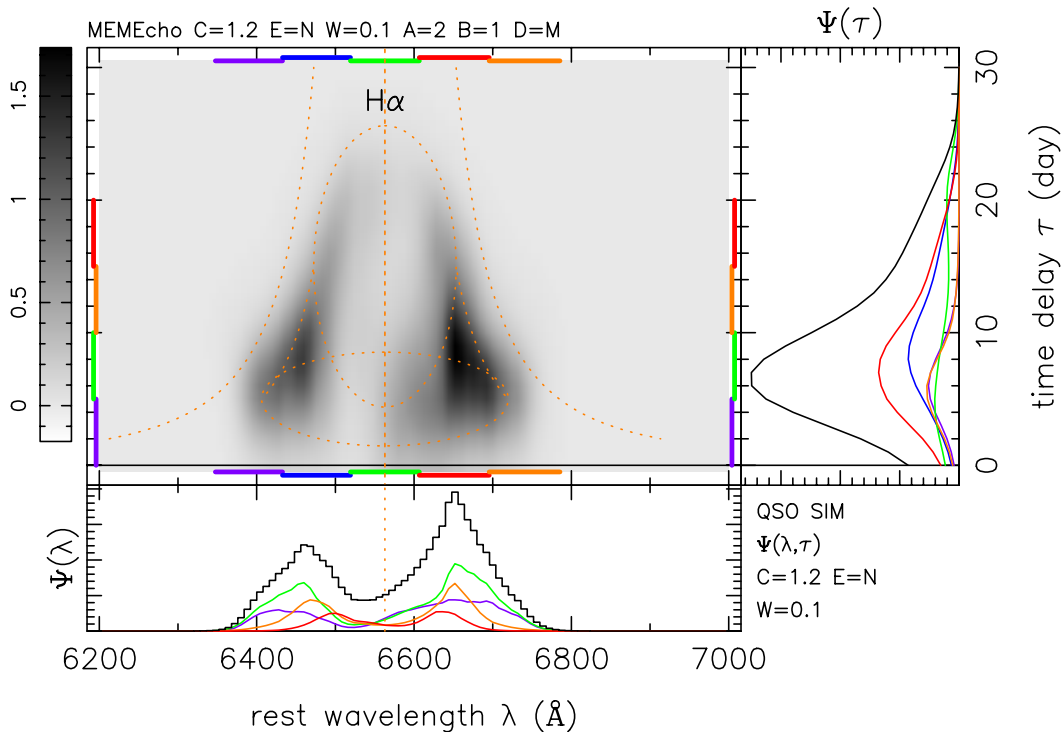 MEMEcho C=1.2 E=N W=0.1 A=2 B=1 D=M
Ψ(τ)
Hα
0 0.5 1 1.5
0 10 20 30
time delay τ (day)
Ψ(λ)
QSO SIM
Ψ(λ,τ)
C=1.2 E=N
W=0.1
6200 6400 6600 6800 7000
rest wavelength λ (Å)